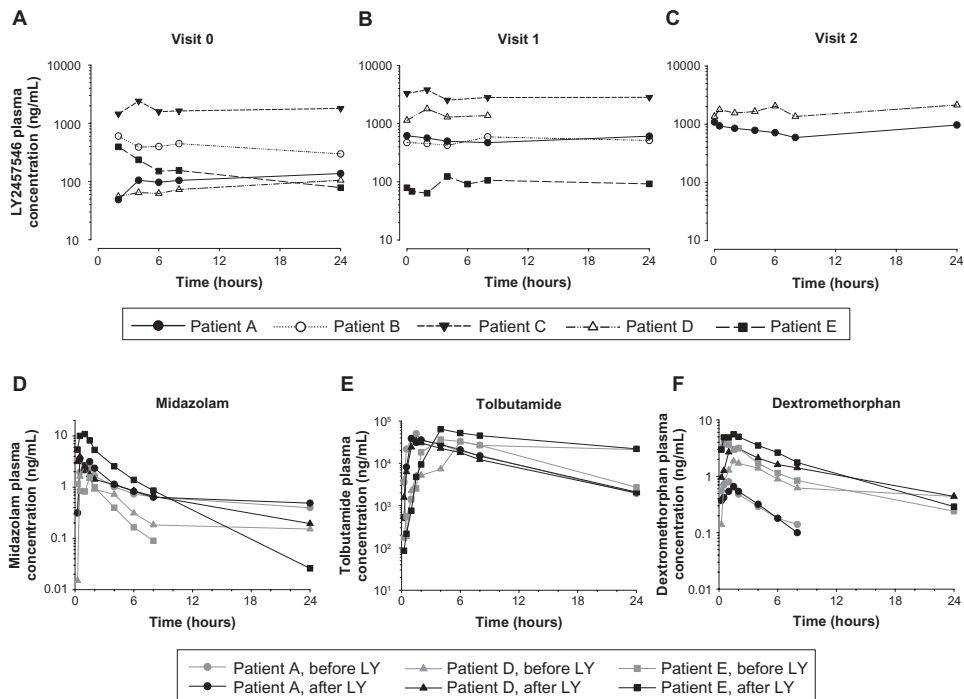 A
Visit 0
LY2457546 plasma
concentration (ng/mL)
10000
1000
100
10
0 6 12 18 24
Time (hours)
B
Visit 1
10000
1000
100
10
0 6 12 18 24
Time (hours)
C
Visit 2
10000
1000
100
10
0 6 12 18 24
Time (hours)
Patient A Patient B Patient C Patient D Patient E
D
Midazolam
Midazolam plasma
concentration (ng/mL)
10
1
0.1
0.01
0 6 12 18 24
Time (hours)
E
Tolbutamide
Tolbutamide plasma
concentration (ng/mL)
10⁵
10⁴
10³
10²
10¹
0 6 12 18 24
Time (hours)
F
Dextromethorphan
Dextromethorphan plasma
concentration (ng/mL)
10
1
0.1
0.01
0 6 12 18 24
Time (hours)
Patient A, before LY Patient D, before LY Patient E, before LY
Patient A, after LY Patient D, after LY Patient E, after LY